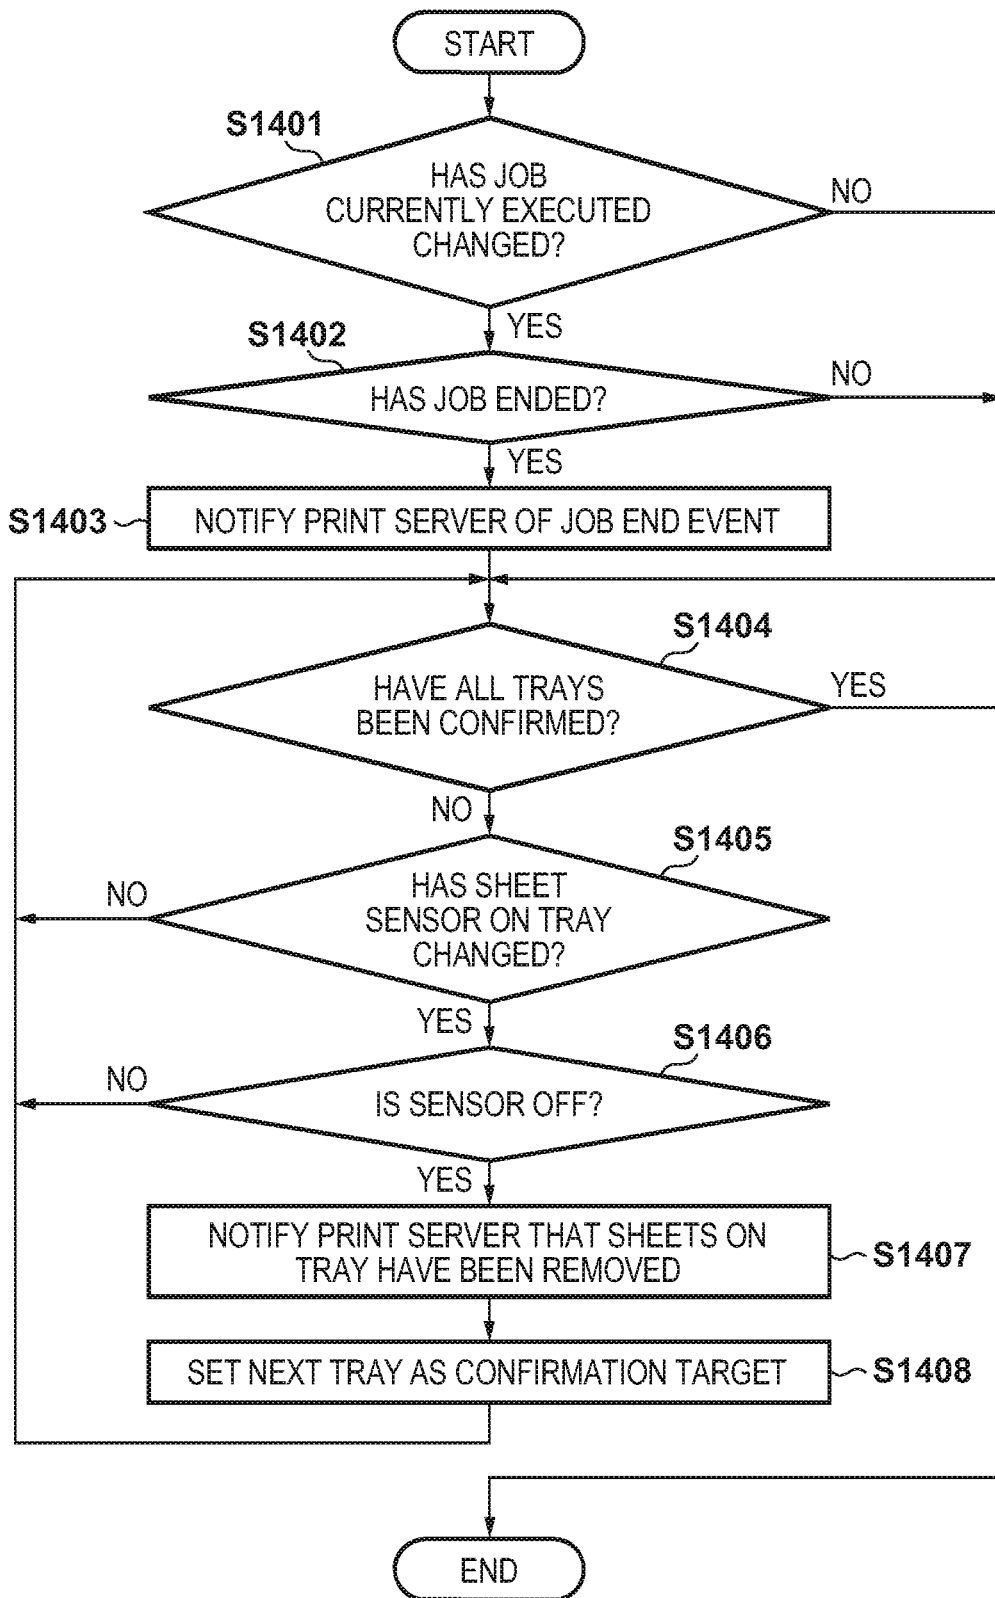 START
S1401
HAS JOB
CURRENTLY EXECUTED
CHANGED?
NO
YES
S1402
HAS JOB ENDED?
NO
YES
S1403
NOTIFY PRINT SERVER OF JOB END EVENT
S1404
HAVE ALL TRAYS
BEEN CONFIRMED?
YES
NO
S1405
HAS SHEET
SENSOR ON TRAY
CHANGED?
NO
YES
S1406
IS SENSOR OFF?
NO
YES
NOTIFY PRINT SERVER THAT SHEETS ON
TRAY HAVE BEEN REMOVED
S1407
SET NEXT TRAY AS CONFIRMATION TARGET
S1408
END